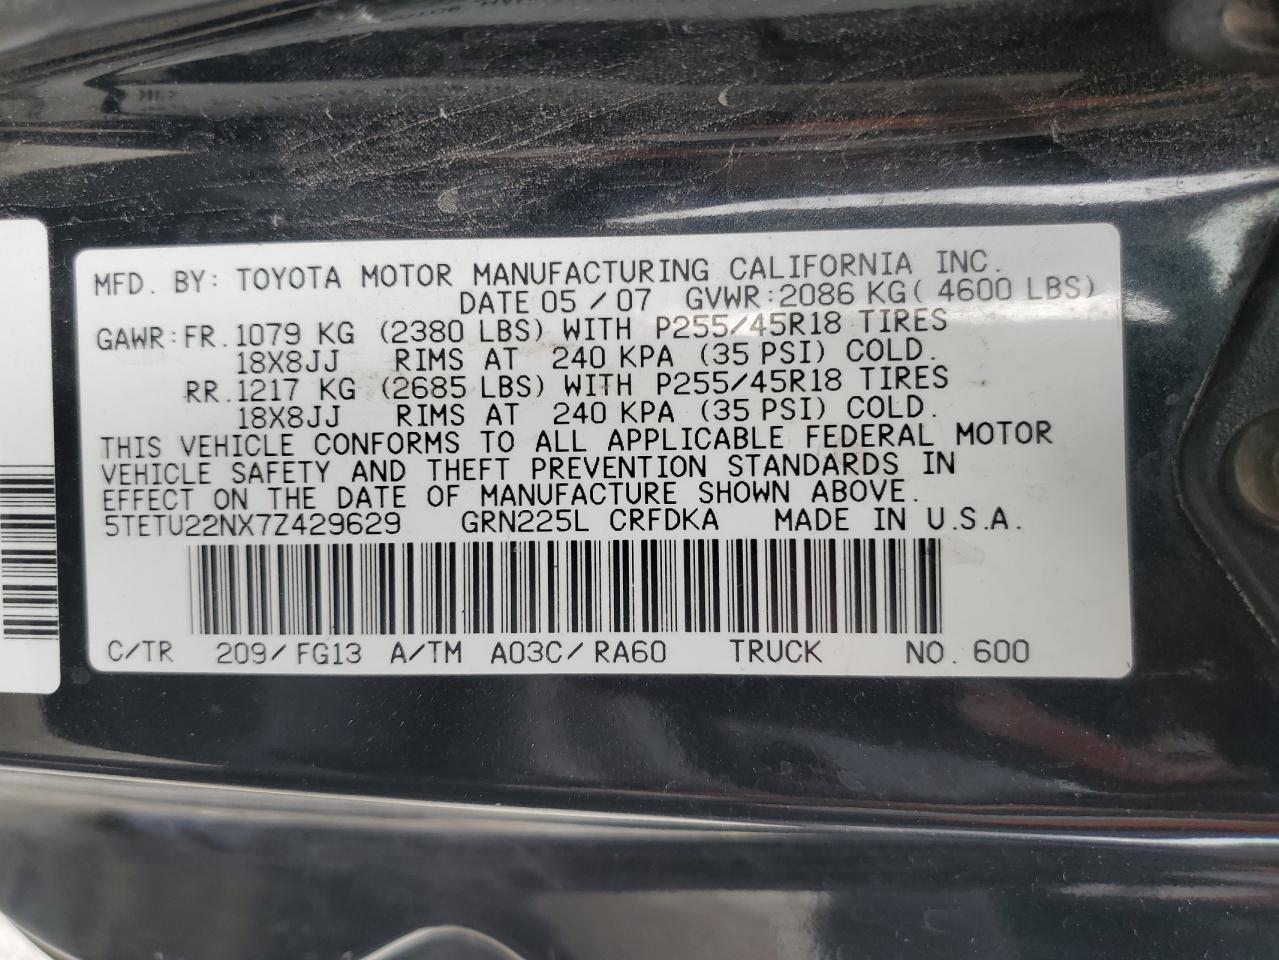 MFD. BY: TOYOTA MOTOR MANUFACTURING CALIFORNIA INC.
DATE 05 / 07 GVWR:2086 KG( 4600 LBS)
GAWR:FR. 1079 KG (2380 LBS) WITH P255/45R18 TIRES
18X8JJ RIMS AT 240 KPA (35 PSI) COLD.
RR. 1217 KG (2685 LBS) WITH P255/45R18 TIRES
18X8JJ RIMS AT 240 KPA (35 PSI) COLD.
THIS VEHICLE CONFORMS TO ALL APPLICABLE FEDERAL MOTOR
VEHICLE SAFETY AND THEFT PREVENTION STANDARDS IN
EFFECT ON THE DATE OF MANUFACTURE SHOWN ABOVE.
5TETU22NX7Z429629 GRN225L CRFDKA MADE IN U.S.A.
C/TR 209/ FG13 A/TM A03C/ RA60 TRUCK NO. 600